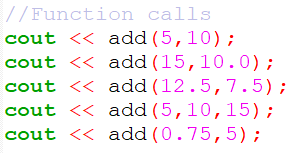 //Function calls
cout << add(5,10);
cout << add(15,10.0);
cout << add(12.5,7.5);
cout << add(5,10,15);
cout << add(0.75,5);